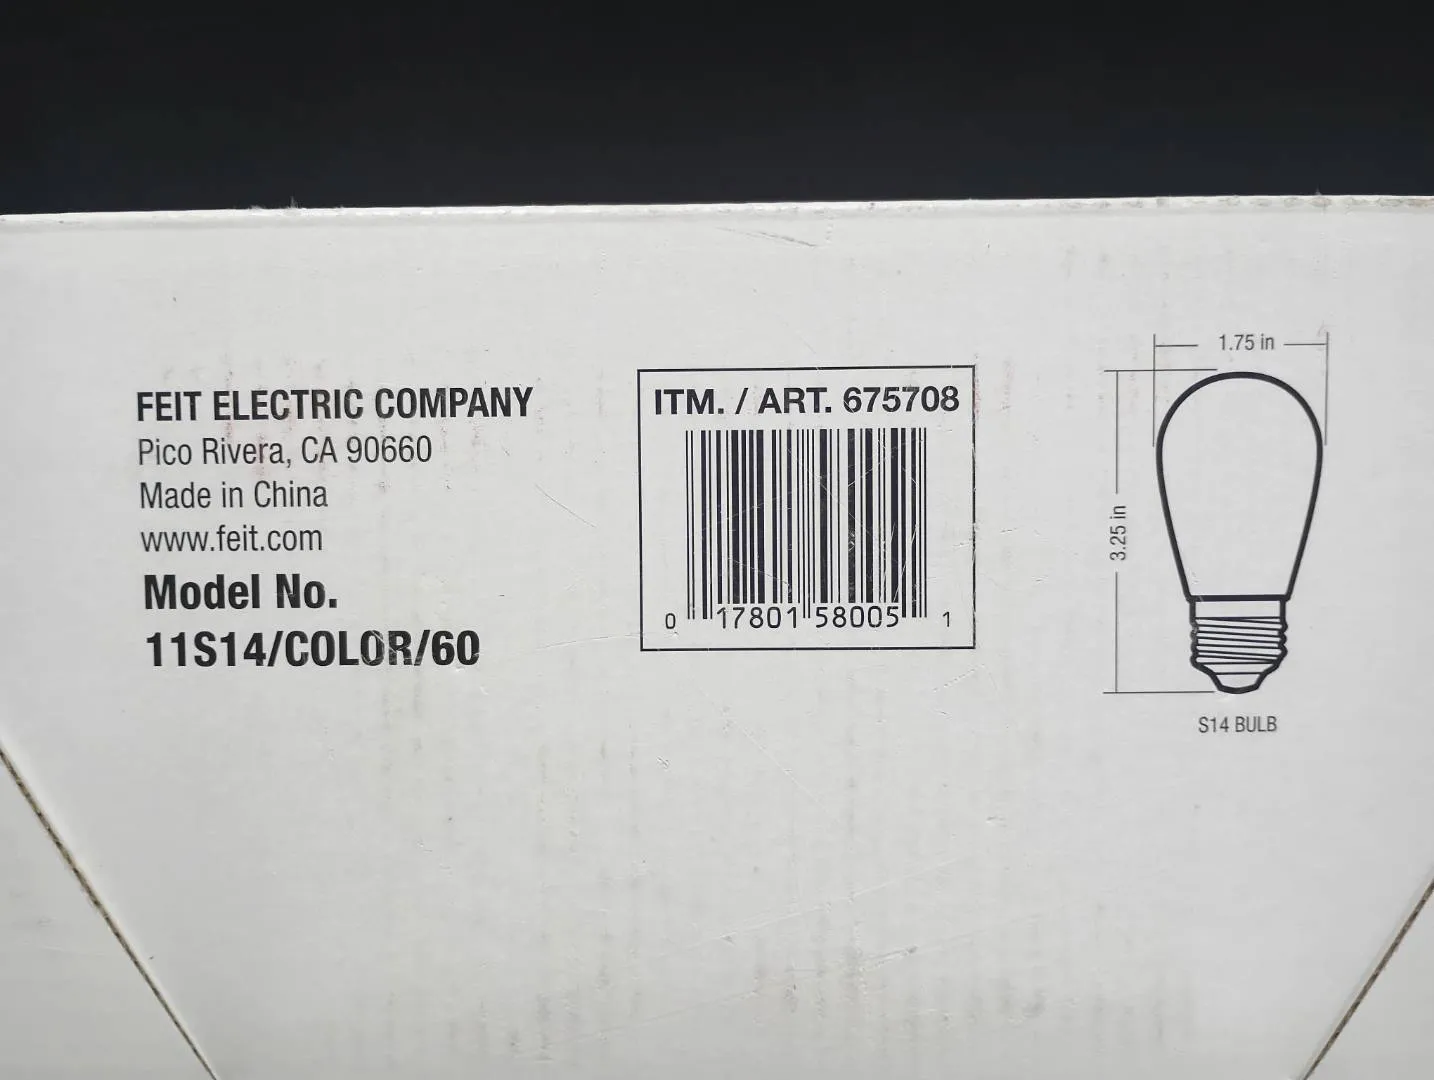 FEIT ELECTRIC COMPANY
Pico Rivera, CA 90660
Made in China
www.feit.com
Model No.
11S14/COLOR/60
ITM. / ART. 675708
0 17801 58005 1
1.75 in
3.25 in
S14 BULB